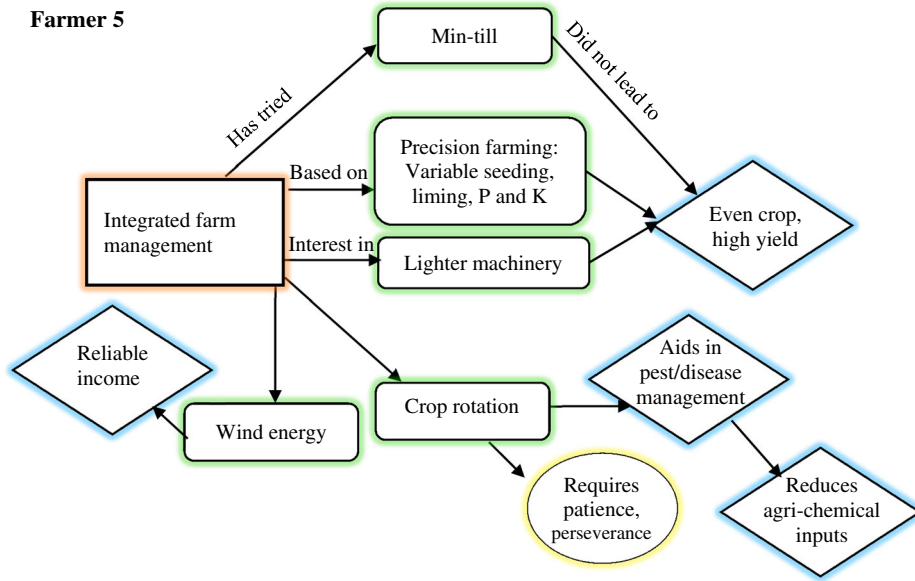 Farmer 5
Min-till
Did not lead to
Has tried
Based on
Precision farming:
Variable seeding,
liming, P and K
Integrated farm
management
Even crop,
high yield
Interest in
Lighter machinery
Reliable
income
Wind energy
Crop rotation
Aids in
pest/disease
management
Requires
patience,
perseverance
Reduces
agri-chemical
inputs